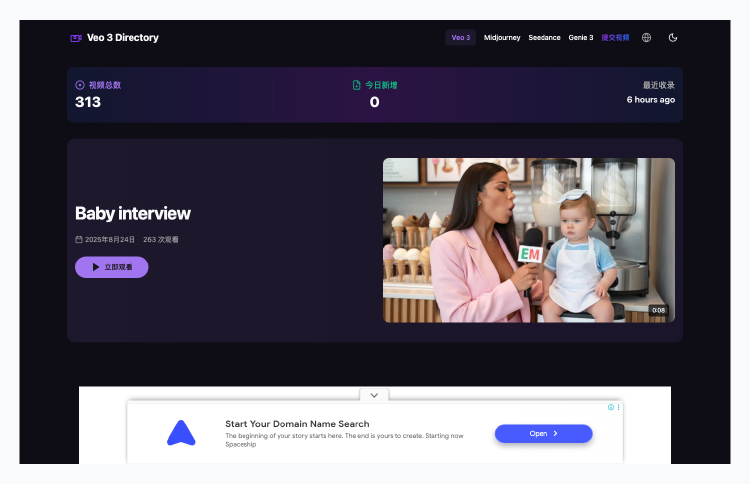 Veo 3 Directory
Veo 3
Midjourney
Seedance
Genie 3
提交视频
视频总数
313
今日新增
0
最近收录
6 hours ago
Baby interview
2025年8月24日 263 次观看
立即观看
EM
0:08
Start Your Domain Name Search
The beginning of your story starts here. The end is yours to create. Starting now
Spaceship
Open